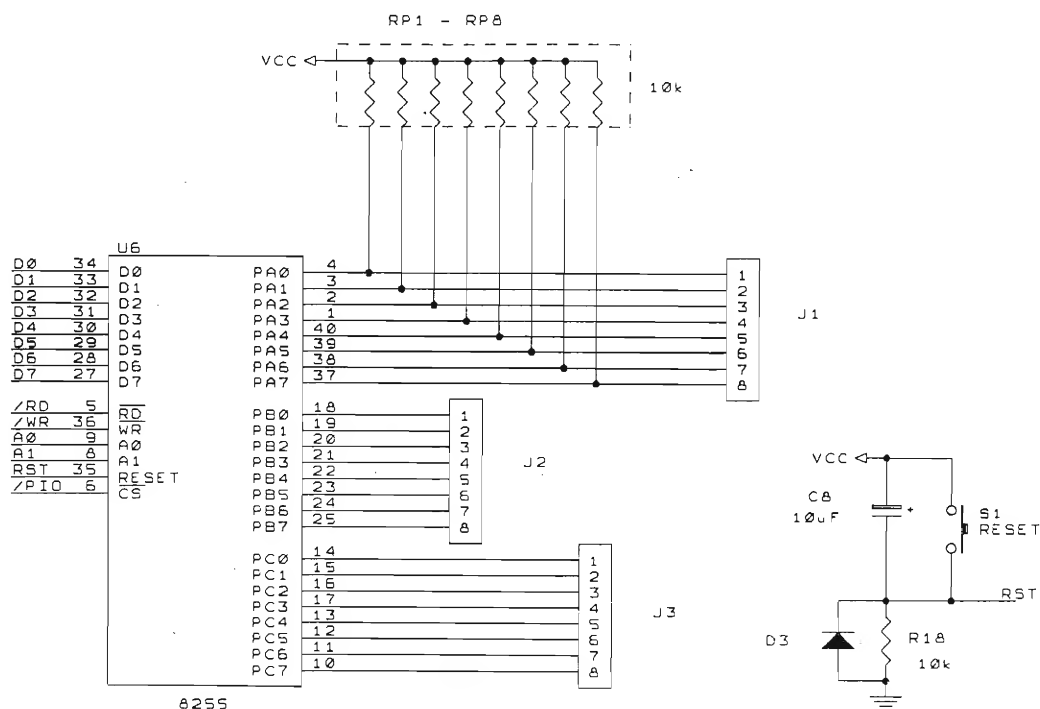 RP1 - RP8
VCC
10k
U6
D0 34 D0 PA0 4 1
D1 33 D1 PA1 3 2
D2 32 D2 PA2 2 3
D3 31 D3 PA3 1 4
D4 30 D4 PA4 40 5
D5 29 D5 PA5 39 6
D6 28 D6 PA6 38 7
D7 27 D7 PA7 37 8
J1
/RD 5 RD PB0 18 1
/WR 36 WR PB1 19 2
A0 9 A0 PB2 20 3
A1 8 A1 PB3 21 4
RST 35 RESET PB4 22 5
/PIO 6 CS PB5 23 6
PB6 24 7
PB7 25 8
J2
PC0 14 1
PC1 15 2
PC2 16 3
PC3 17 4
PC4 13 5
PC5 12 6
PC6 11 7
PC7 10 8
J3
8255
VCC
C8
10uF
+
S1
RESET
RST
D3
R18
10k